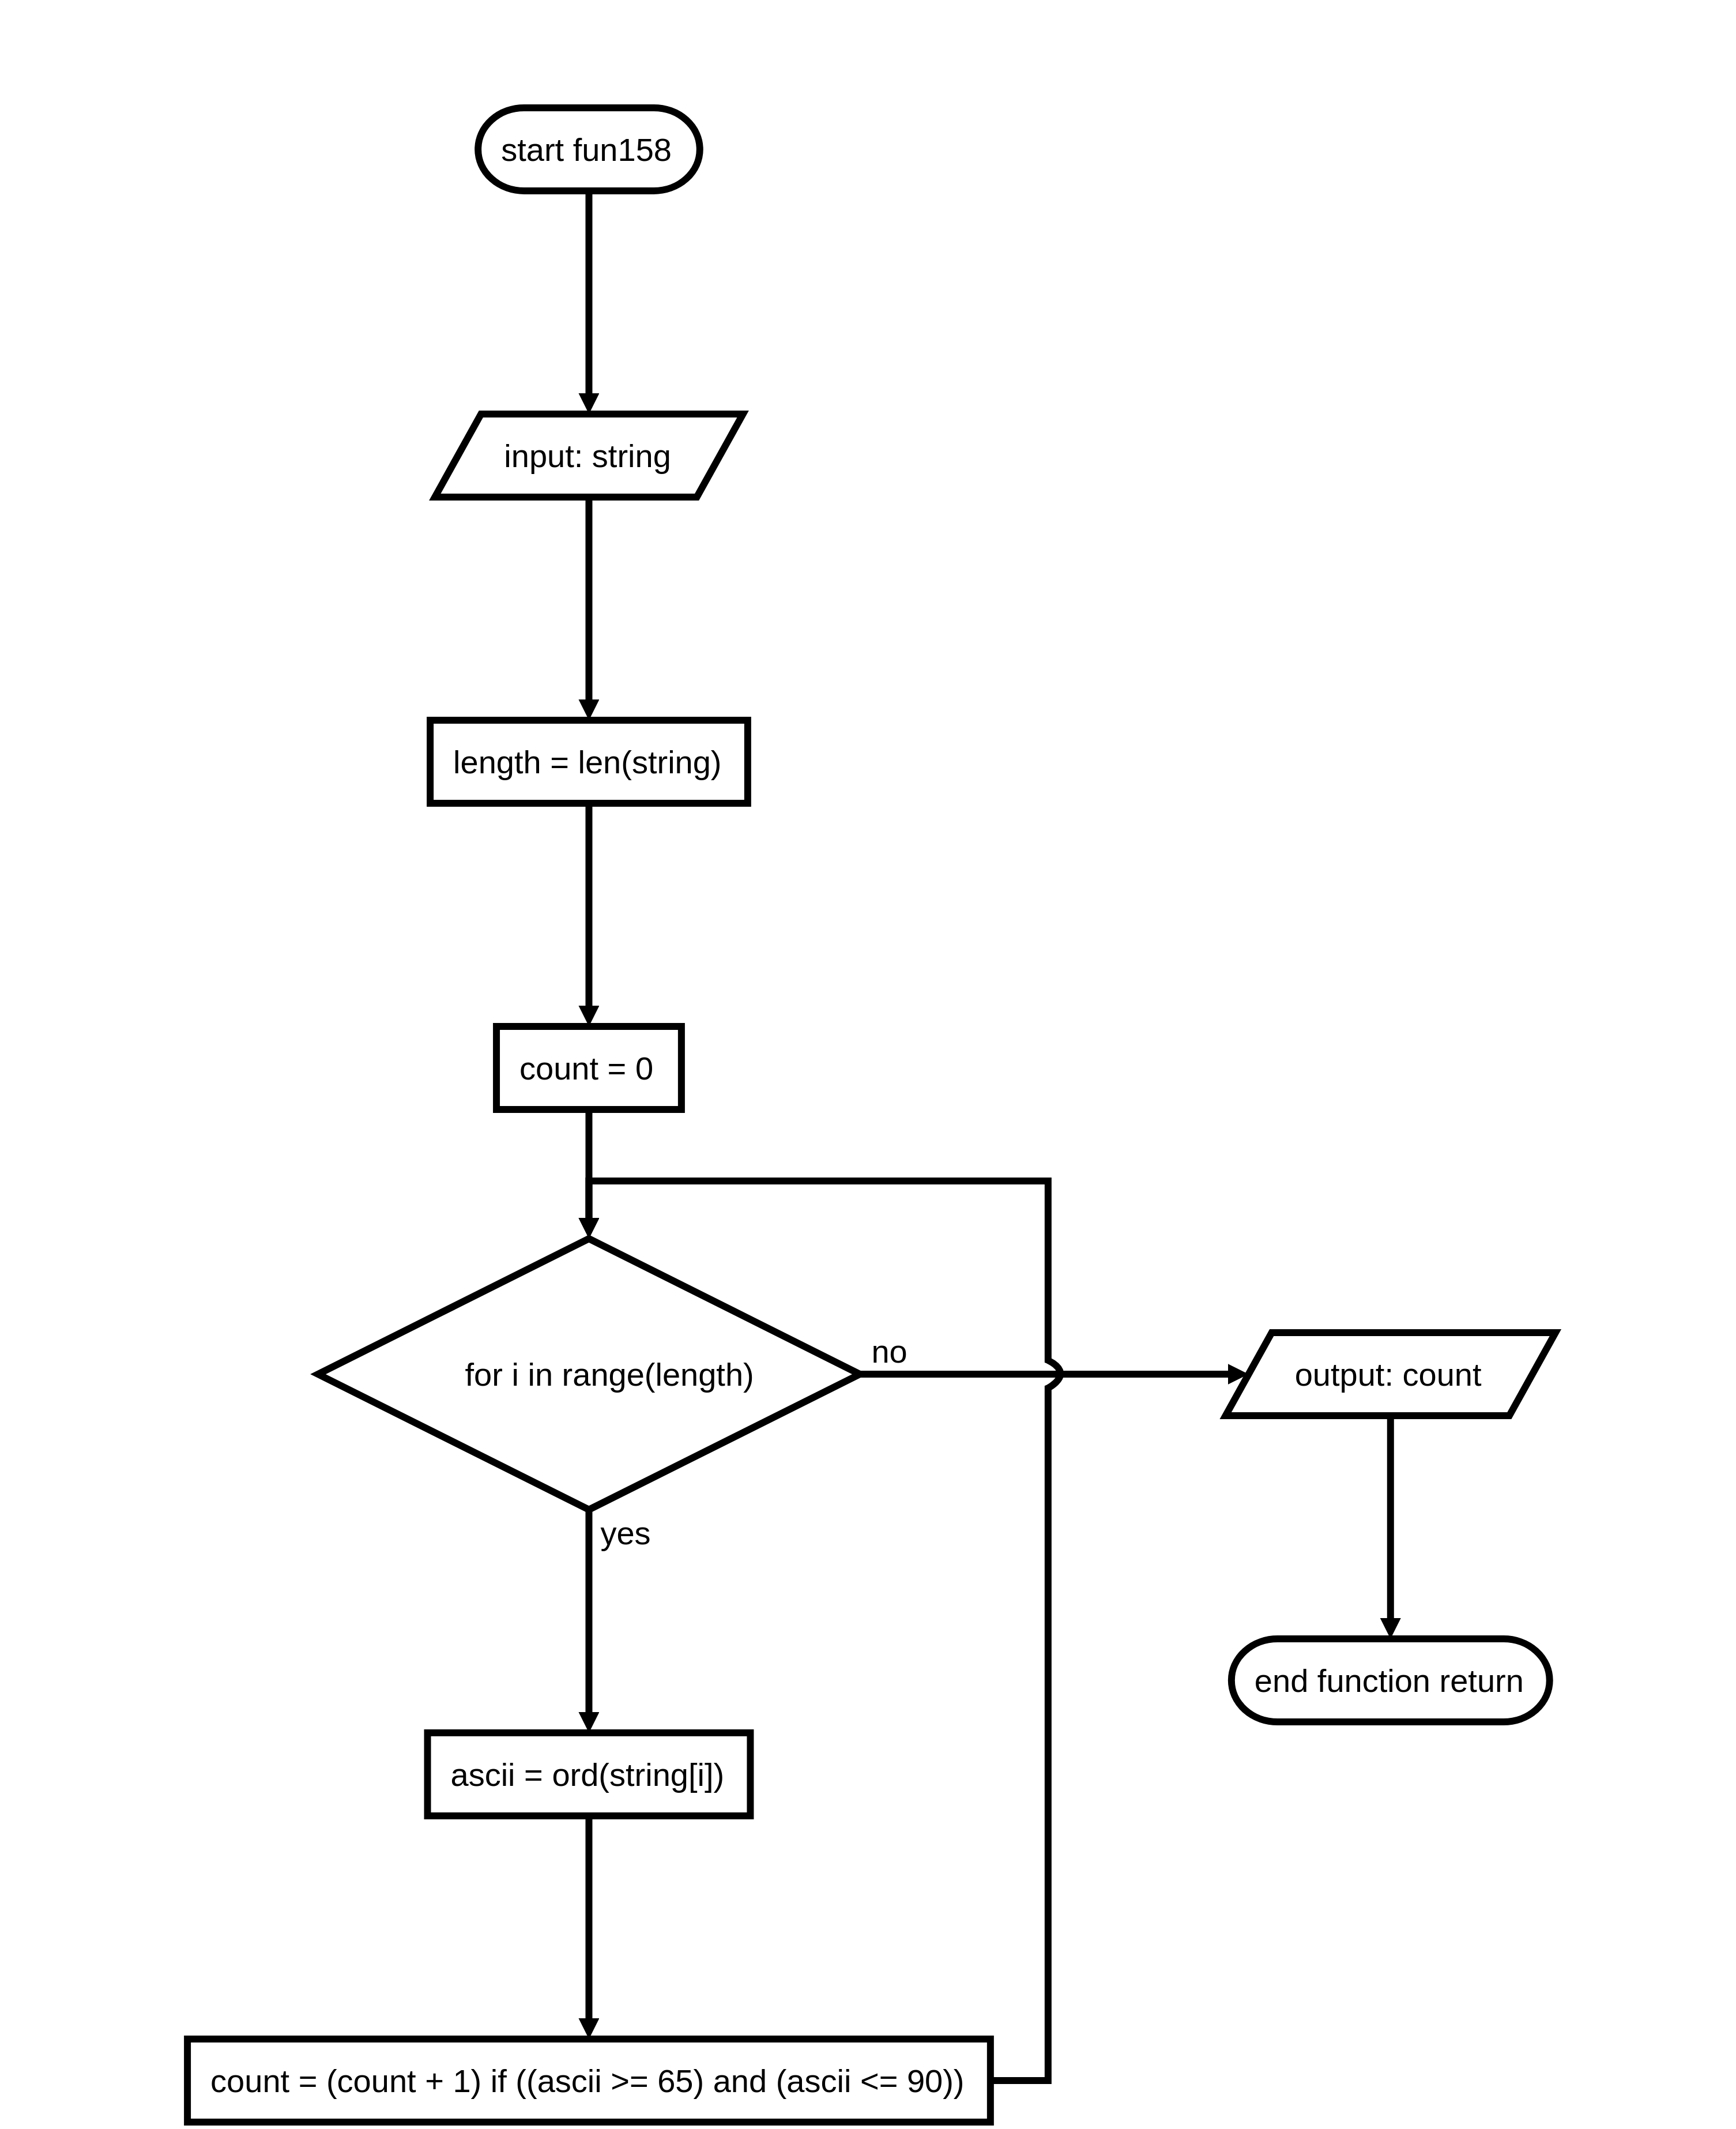 start fun158
input: string
length = len(string)
count = 0
for i in range(length)
no
output: count
yes
end function return
ascii = ord(string[i])
count = (count + 1) if ((ascii >= 65) and (ascii <= 90))